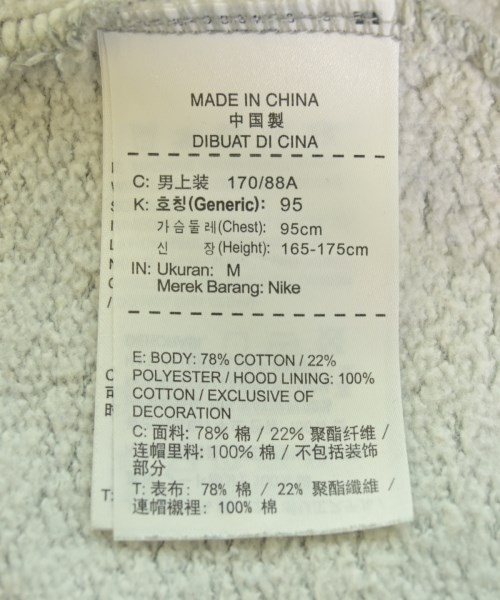 MADE IN CHINA
中国製
DIBUAT DI CINA
C: 男上装 170/88A
K: 호칭(Generic): 95
가슴둘레(Chest): 95cm
신 장(Height): 165-175cm
IN: Ukuran: M
Merek Barang: Nike
E: BODY: 78% COTTON / 22%
POLYESTER / HOOD LINING: 100%
COTTON / EXCLUSIVE OF
DECORATION
C: 面料: 78% 棉 / 22% 聚酯纤维 /
连帽里料: 100% 棉 / 不包括装饰
部分
T: 表布: 78% 棉 / 22% 聚酯纖維 /
連帽襯裡: 100% 棉